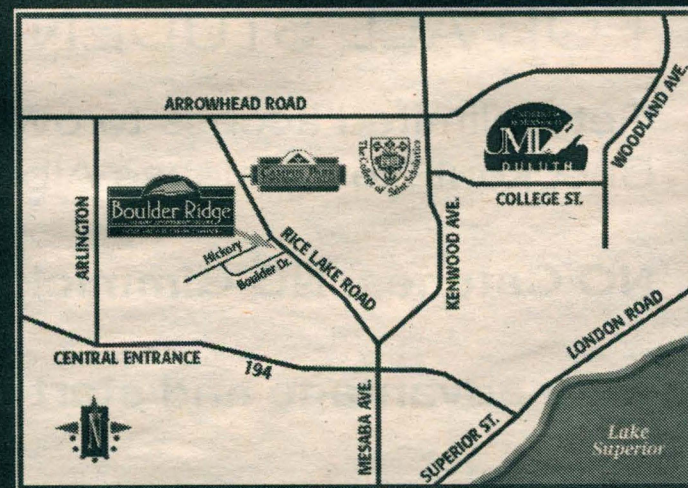 ARROWHEAD ROAD
WOODLAND AVE.
UMD
DULUTH
The College of Saint Scholastica
COLLEGE ST.
Boulder Ridge
ARLINGTON
Hickory
Boulder Dr.
RICE LAKE ROAD
KENWOOD AVE.
CENTRAL ENTRANCE
194
MESABA AVE.
SUPERIOR ST.
LONDON ROAD
N
Lake
Superior